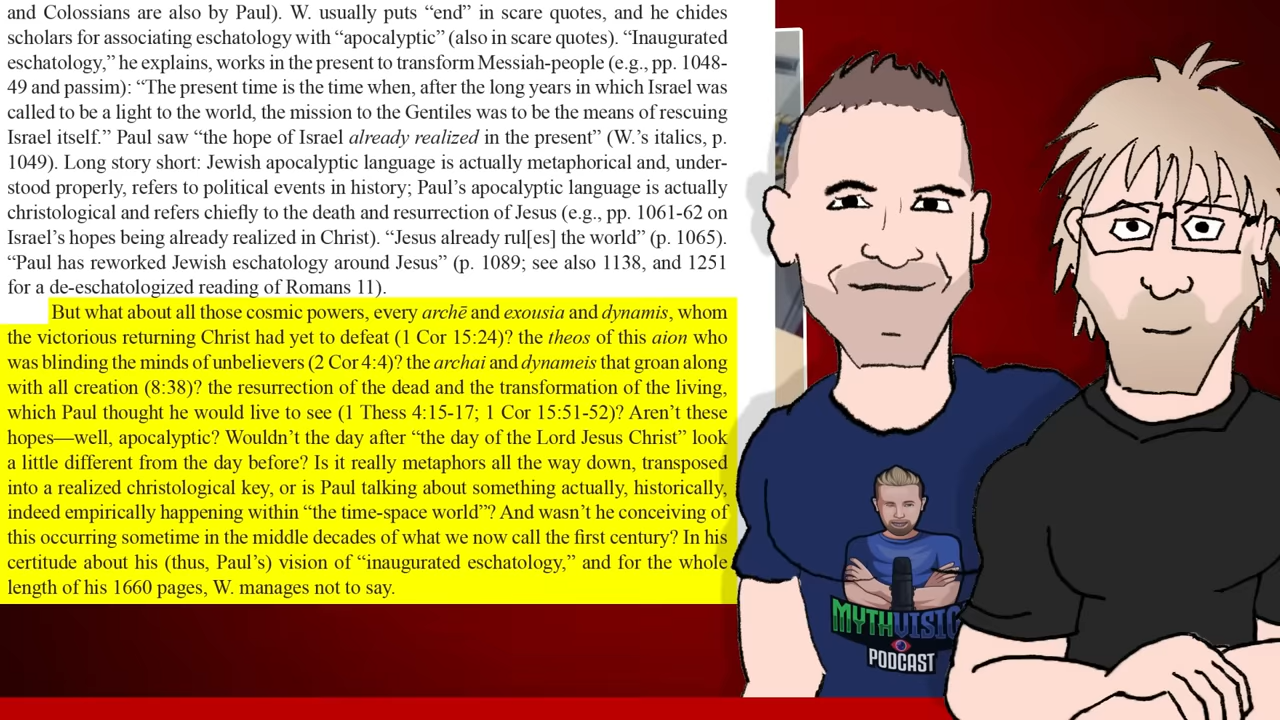 and Colossians are also by Paul). W. usually puts “end” in scare quotes, and he chides
scholars for associating eschatology with “apocalyptic” (also in scare quotes). “Inaugurated
eschatology,” he explains, works in the present to transform Messiah-people (e.g., pp. 1048-
49 and passim): “The present time is the time when, after the long years in which Israel was
called to be a light to the world, the mission to the Gentiles was to be the means of rescuing
Israel itself.” Paul saw “the hope of Israel already realized in the present” (W.’s italics, p.
1049). Long story short: Jewish apocalyptic language is actually metaphorical and, under-
stood properly, refers to political events in history; Paul’s apocalyptic language is actually
christological and refers chiefly to the death and resurrection of Jesus (e.g., pp. 1061-62 on
Israel’s hopes being already realized in Christ). “Jesus already rul[es] the world” (p. 1065).
“Paul has reworked Jewish eschatology around Jesus” (p. 1089; see also 1138, and 1251
for a de-eschatologized reading of Romans 11).
But what about all those cosmic powers, every archē and exousia and dynamis, whom
the victorious returning Christ had yet to defeat (1 Cor 15:24)? the theos of this aion who
was blinding the minds of unbelievers (2 Cor 4:4)? the archai and dynameis that groan along
with all creation (8:38)? the resurrection of the dead and the transformation of the living,
which Paul thought he would live to see (1 Thess 4:15-17; 1 Cor 15:51-52)? Aren’t these
hopes—well, apocalyptic? Wouldn’t the day after “the day of the Lord Jesus Christ” look
a little different from the day before? Is it really metaphors all the way down, transposed
into a realized christological key, or is Paul talking about something actually, historically,
indeed empirically happening within “the time-space world”? And wasn’t he conceiving of
this occurring sometime in the middle decades of what we now call the first century? In his
certitude about his (thus, Paul’s) vision of “inaugurated eschatology,” and for the whole
length of his 1660 pages, W. manages not to say.
MYTHVISIO
PODCAST